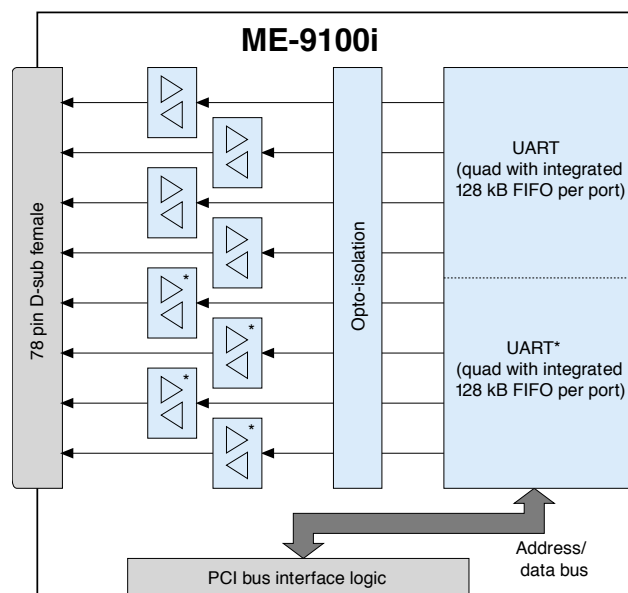 ME-9100i
78 pin D-sub female
Opto-isolation
UART
(quad with integrated
128 kB FIFO per port)
*
*
*
*
UART*
(quad with integrated
128 kB FIFO per port)
Address/
data bus
PCI bus interface logic